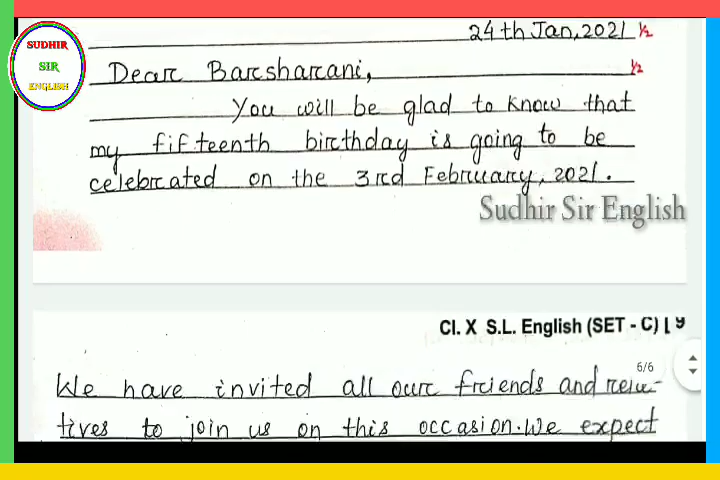 SUDHIR
SIR
ENGLISH
24th Jan, 2021 ½
Dear Barsharani, ½
You will be glad to know that
my fifteenth birthday is going to be
celebrated on the 3rd February, 2021.
Sudhir Sir English
Cl. X S.L. English (SET - C) [ 9
6/6
We have invited all our friends and rela-
tives to join us on this occasion. We expect